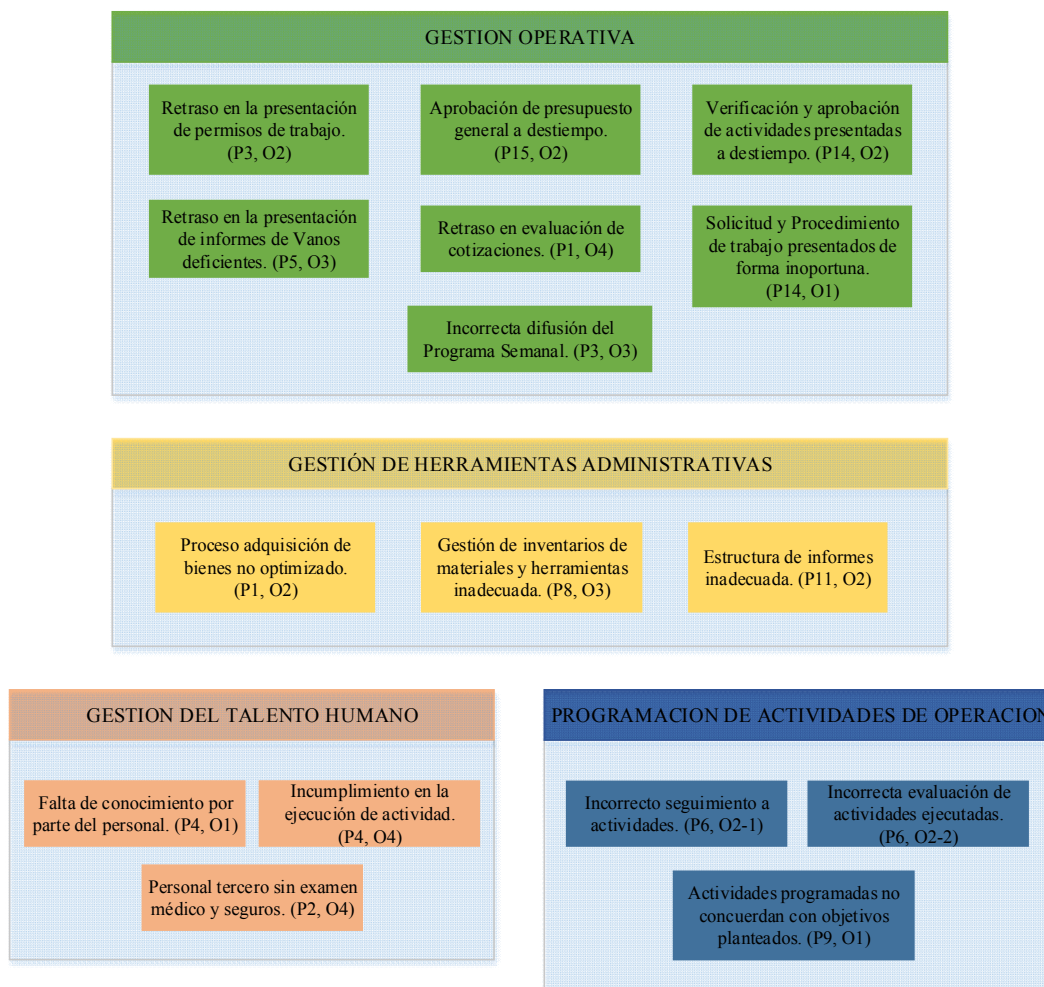 GESTION OPERATIVA
Retraso en la presentación
de permisos de trabajo.
(P3, O2)
Aprobación de presupuesto
general a destiempo.
(P15, O2)
Verificación y aprobación
de actividades presentadas
a destiempo. (P14, O2)
Retraso en la presentación
de informes de Vanos
deficientes. (P5, O3)
Retraso en evaluación de
cotizaciones. (P1, O4)
Solicitud y Procedimiento
de trabajo presentados de
forma inoportuna.
(P14, O1)
Incorrecta difusión del
Programa Semanal. (P3, O3)
GESTIÓN DE HERRAMIENTAS ADMINISTRATIVAS
Proceso adquisición de
bienes no optimizado.
(P1, O2)
Gestión de inventarios de
materiales y herramientas
inadecuada. (P8, O3)
Estructura de informes
inadecuada. (P11, O2)
GESTION DEL TALENTO HUMANO
Falta de conocimiento por
parte del personal. (P4, O1)
Incumplimiento en la
ejecución de actividad.
(P4, O4)
Personal tercero sin examen
médico y seguros. (P2, O4)
PROGRAMACION DE ACTIVIDADES DE OPERACION
Incorrecto seguimiento a
actividades. (P6, O2-1)
Incorrecta evaluación de
actividades ejecutadas.
(P6, O2-2)
Actividades programadas no
concuerdan con objetivos
planteados. (P9, O1)